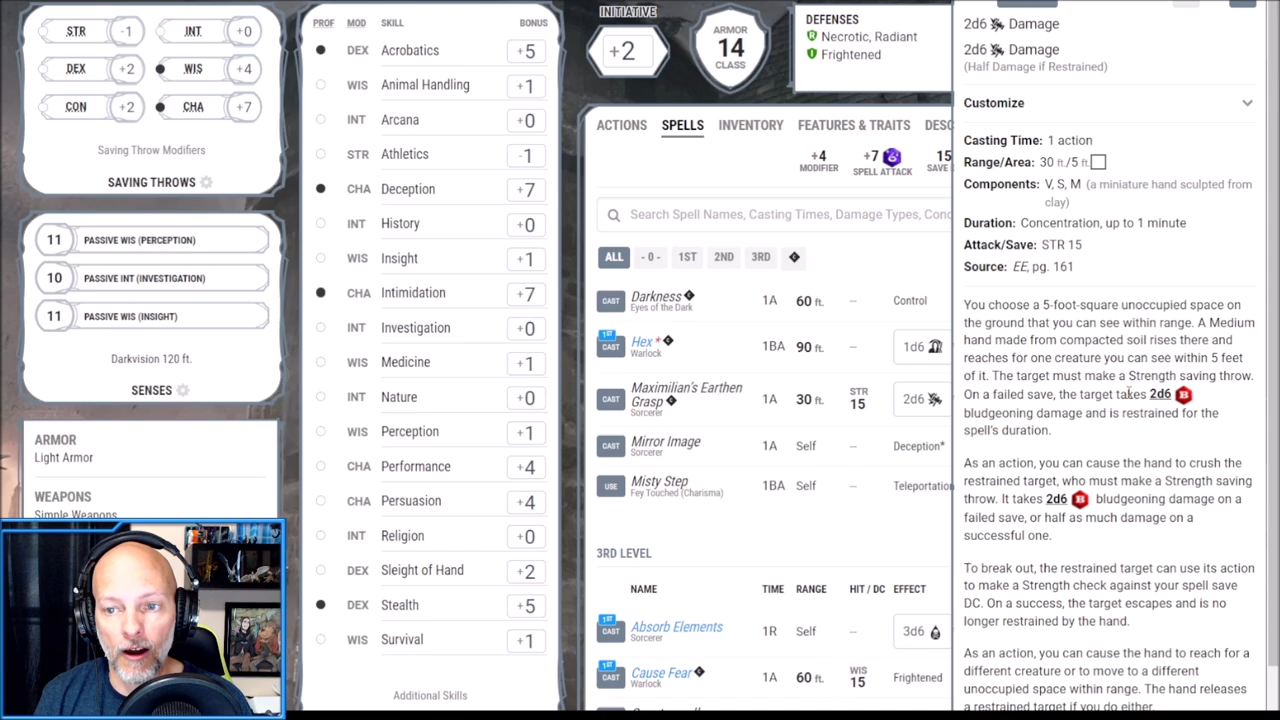 STR -1 INT +0
DEX +2 WIS +4
CON +2 CHA +7
Saving Throw Modifiers
SAVING THROWS
11 PASSIVE WIS (PERCEPTION)
10 PASSIVE INT (INVESTIGATION)
11 PASSIVE WIS (INSIGHT)
Darkvision 120 ft.
SENSES
ARMOR
Light Armor
WEAPONS
Simple Weapons
PROF MOD SKILL BONUS
DEX Acrobatics +5
WIS Animal Handling +1
INT Arcana +0
STR Athletics -1
CHA Deception +7
INT History +0
WIS Insight +1
CHA Intimidation +7
INT Investigation +0
WIS Medicine +1
INT Nature +0
WIS Perception +1
CHA Performance +4
CHA Persuasion +4
INT Religion +0
DEX Sleight of Hand +2
DEX Stealth +5
WIS Survival +1
Additional Skills
INITIATIVE
+2
ARMOR
14
CLASS
DEFENSES
Necrotic, Radiant
Frightened
ACTIONS SPELLS INVENTORY FEATURES & TRAITS DESC
+4 +7 15
MODIFIER SPELL ATTACK SAVE
Search Spell Names, Casting Times, Damage Types, Conc
ALL - 0 - 1ST 2ND 3RD C
CAST Darkness 1A 60 ft. -- Control
Eyes of the Dark
1ST
CAST Hex * 1BA 90 ft. -- 1d6
Warlock
CAST Maximilian's Earthen Grasp 1A 30 ft. STR 15 2d6
Sorcerer
CAST Mirror Image 1A Self -- Deception*
Sorcerer
USE Misty Step 1BA Self -- Teleportation
Fey Touched (Charisma)
3RD LEVEL
NAME TIME RANGE HIT / DC EFFECT
1ST
CAST Absorb Elements 1R Self -- 3d6
Sorcerer
1ST
CAST Cause Fear 1A 60 ft. WIS 15 Frightened
Warlock
2d6 Damage
2d6 Damage
(Half Damage if Restrained)
Customize
Casting Time: 1 action
Range/Area: 30 ft./5 ft.
Components: V, S, M (a miniature hand sculpted from
clay)
Duration: Concentration, up to 1 minute
Attack/Save: STR 15
Source: EE, pg. 161
You choose a 5-foot-square unoccupied space on
the ground that you can see within range. A Medium
hand made from compacted soil rises there and
reaches for one creature you can see within 5 feet
of it. The target must make a Strength saving throw.
On a failed save, the target takes 2d6 B
bludgeoning damage and is restrained for the
spell's duration.
As an action, you can cause the hand to crush the
restrained target, who must make a Strength saving
throw. It takes 2d6 B bludgeoning damage on a
failed save, or half as much damage on a
successful one.
To break out, the restrained target can use its action
to make a Strength check against your spell save
DC. On a success, the target escapes and is no
longer restrained by the hand.
As an action, you can cause the hand to reach for a
different creature or to move to a different
unoccupied space within range. The hand releases
a restrained target if you do either.